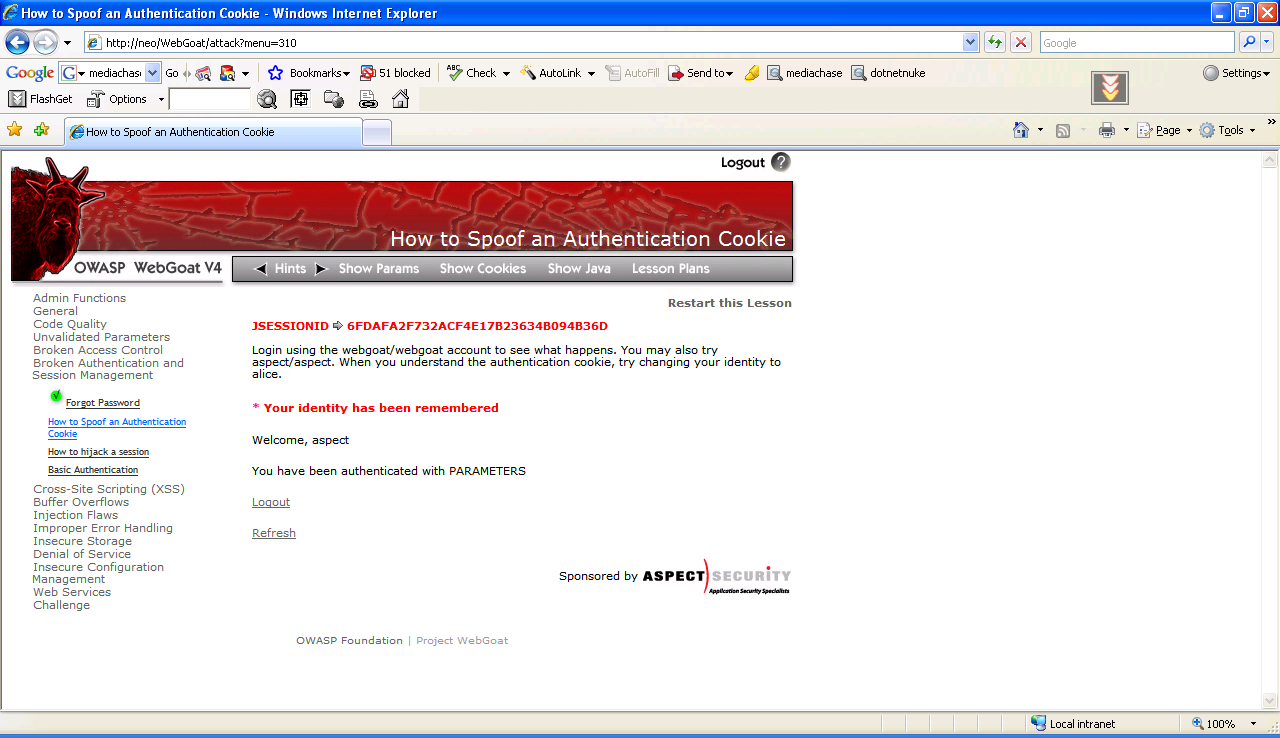 How to Spoof an Authentication Cookie - Windows Internet Explorer
http://neo/WebGoat/attack?menu=310
Google
Google G mediachas Go Bookmarks 51 blocked ABC Check AutoLink AutoFill Send to mediachase dotnetnuke Settings
FlashGet Options
How to Spoof an Authentication Cookie
Page Tools
Logout ?
How to Spoof an Authentication Cookie
OWASP WebGoat V4
Hints Show Params Show Cookies Show Java Lesson Plans
Admin Functions
General
Code Quality
Unvalidated Parameters
Broken Access Control
Broken Authentication and
Session Management
Forgot Password
How to Spoof an Authentication
Cookie
How to hijack a session
Basic Authentication
Cross-Site Scripting (XSS)
Buffer Overflows
Injection Flaws
Improper Error Handling
Insecure Storage
Denial of Service
Insecure Configuration
Management
Web Services
Challenge
Restart this Lesson
JSESSIONID ⇨ 6FDAFA2F732ACF4E17B23634B094B36D
Login using the webgoat/webgoat account to see what happens. You may also try
aspect/aspect. When you understand the authentication cookie, try changing your identity to
alice.
* Your identity has been remembered
Welcome, aspect
You have been authenticated with PARAMETERS
Logout
Refresh
Sponsored by ASPECT SECURITY
Application Security Specialists
OWASP Foundation | Project WebGoat
Local intranet
100%